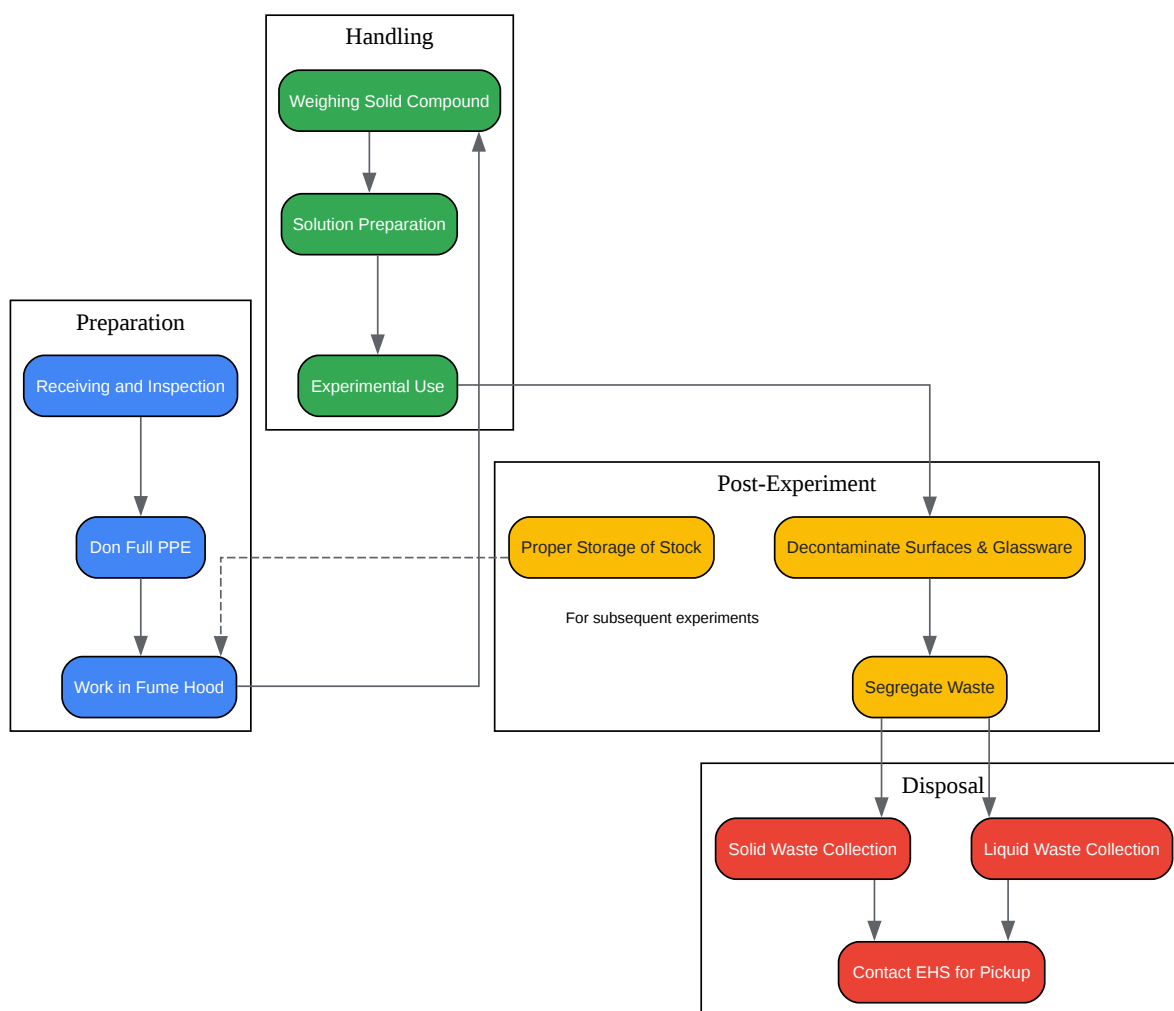 Handling
Weighing Solid Compound
Solution Preparation
Experimental Use
Preparation
Receiving and Inspection
Don Full PPE
Work in Fume Hood
Post-Experiment
Proper Storage of Stock
Decontaminate Surfaces & Glassware
For subsequent experiments
Segregate Waste
Disposal
Solid Waste Collection
Liquid Waste Collection
Contact EHS for Pickup